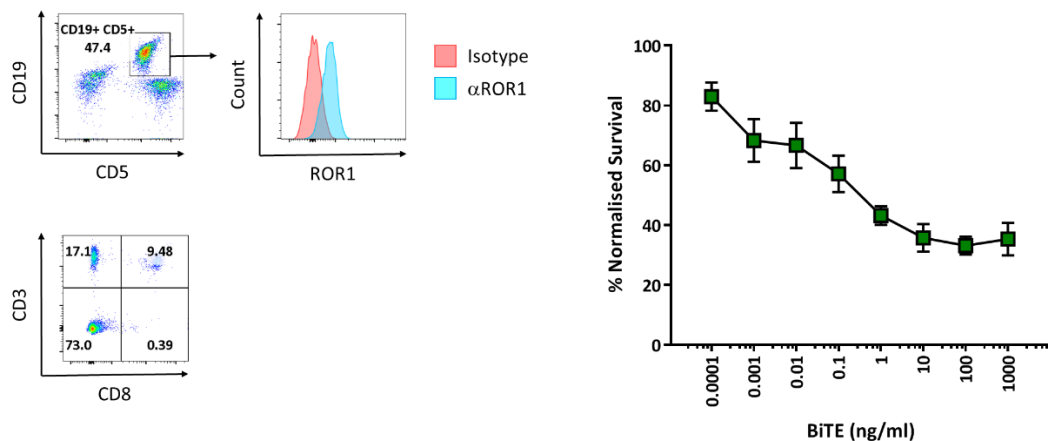 CD19+ CD5+
47.4
CD19
CD5
Count
ROR1
Isotype
αROR1
17.1
9.48
73.0
0.39
CD3
CD8
% Normalised Survival
100
80
60
40
20
0
0.0001
0.001
0.01
0.1
1
10
100
1000
BiTE (ng/ml)